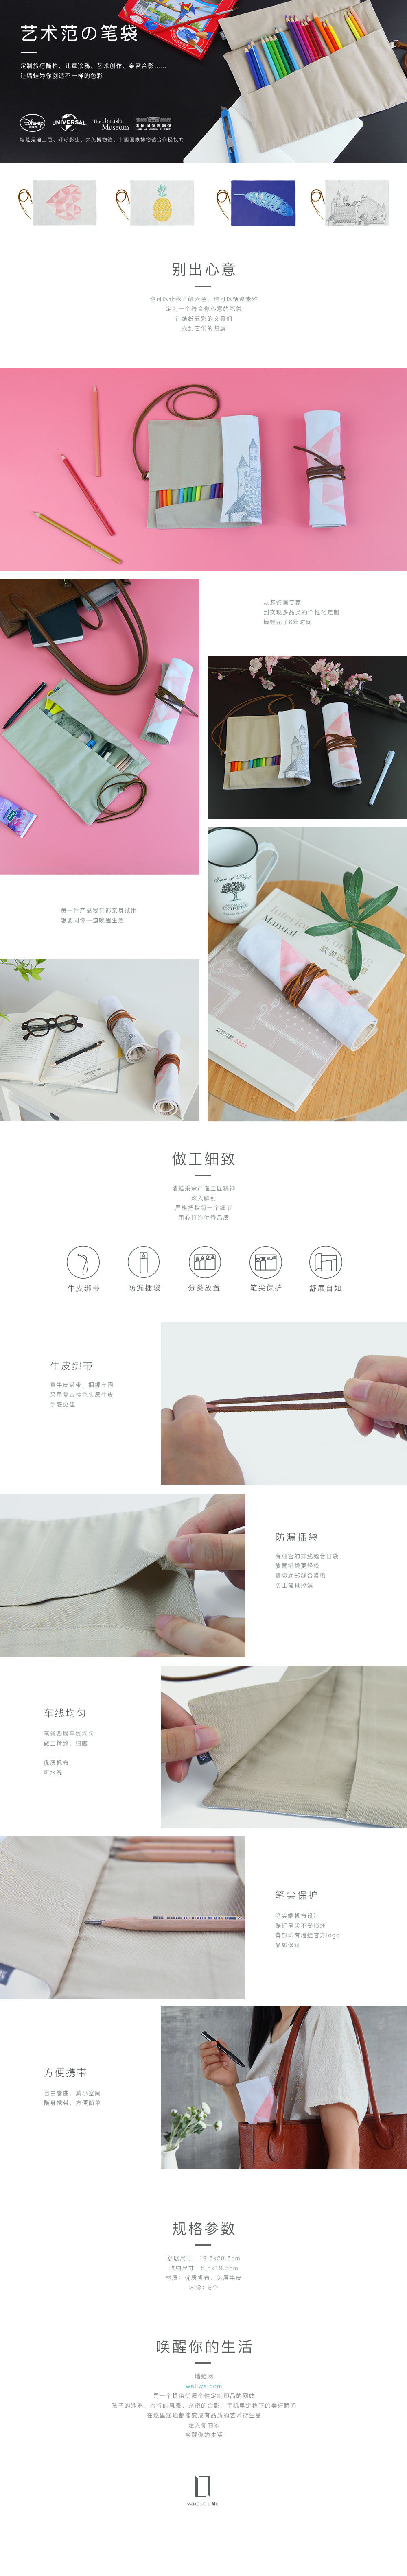 艺术范の笔袋
定制旅行随拍、儿童涂鸦、艺术创作、亲密合影……
让墙蛙为你创造不一样的色彩
Disney
UNIVERSAL
The British
Museum
中国国家博物馆
墙蛙是迪士尼、环球影业、大英博物馆、中国国家博物馆合作授权商
别出心意
你可以让我五颜六色，也可以恬淡素雅
定制一个符合你心意的笔袋
让缤纷五彩的文具们
找到它们的归属
从装饰画专家
到实现多品类的个性化定制
墙蛙花了6年时间
每一件产品我们都亲身试用
想要同你一道唤醒生活
COFFEE
Manual
做工细致
墙蛙秉承严谨工匠精神
深入解剖
严格把控每一个细节
用心打造优秀品质
牛皮绑带
防漏插袋
分类放置
笔尖保护
舒展自如
牛皮绑带
真牛皮绑带，捆绑牢固
采用复古棕色头层牛皮
手感更佳
防漏插袋
有细密的排线缝合口袋
放置笔类更轻松
插袋底部缝合紧密
防止笔具掉漏
车线均匀
笔袋四周车线均匀
做工精致、细腻
优质帆布
可水洗
笔尖保护
笔尖端帆布设计
保护笔尖不易损坏
背部印有墙蛙官方logo
品质保证
方便携带
自由卷曲，减小空间
随身携带，方便简单
规格参数
舒展尺寸：19.5x28.5cm
收纳尺寸：5.5x19.5cm
材质：优质帆布、头层牛皮
内袋：5个
唤醒你的生活
墙蛙网
wallwa.com
是一个提供优质个性定制印品的网站
孩子的涂鸦、旅行的风景、亲密的合影、手机里定格下的美好瞬间
在这里通通都能变成有品质的艺术衍生品
走入你的家
唤醒你的生活
wake up u life